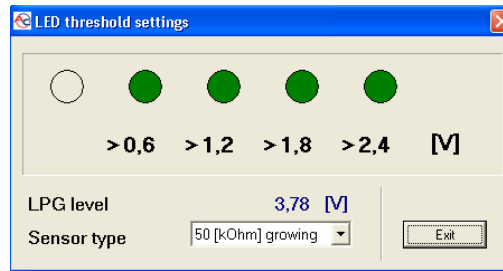 LED threshold settings
>0,6 >1,2 >1,8 >2,4 [V]
LPG level 3,78 [V]
Sensor type 50 [kOhm] growing
Exit